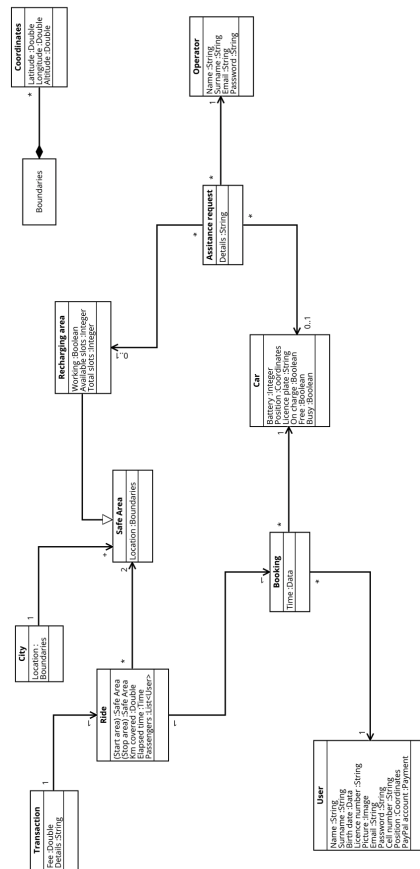 Coordinates
Latitude :Double
Longitude :Double
Altitude :Double
*
Boundaries
Operator
Name :String
Surname :String
Email :String
Password :String
1
*
Assitance request
Details :String
*
*
Recharging area
Working :Boolean
Available slots :Integer
Total slots :Integer
0..1
0..1
Car
Battery :Integer
Position :Coordinates
Licence plate :String
On charge :Boolean
Free :Boolean
Busy :Boolean
1
Safe Area
Location :Boundaries
+
2
City
Location :
Boundaries
1
*
Booking
Time :Data
1
*
*
Ride
(Start area) :Safe Area
(Stop area) :Safe Area
Km covered :Double
Elapsed time :Time
Passengers :List<User>
1
1
Transaction
Fee :Double
Details :String
1
User
Name :String
Surname :String
Birth date :Data
Licence number :String
Picture :Image
Email :String
Password :String
Cell number :String
Position :Coordinates
PayPal account :Payment
1